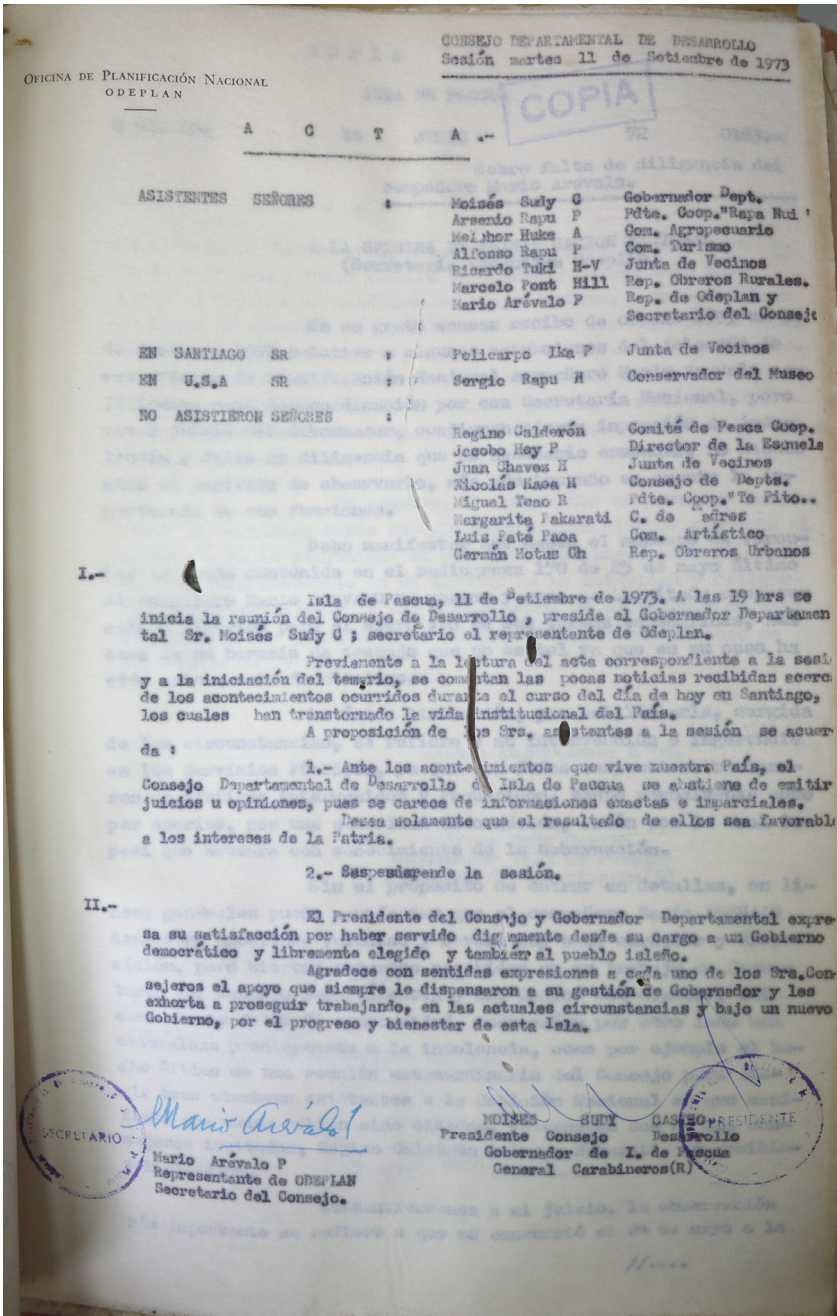 CONSEJO DEPARTAMENTAL DE DESARROLLO
Sesión martes 11 de Setiembre de 1973
OFICINA DE PLANIFICACIÓN NACIONAL
ODEPLAN
COPIA
A C T A .-
ASISTENTES SEÑORES : Moisés Sudy C Gobernador Dept.
Arsenio Rapu P Pdte. Coop."Rapa Nui'
Melchor Huke A Com. Agropecuario
Alfonso Rapu P Com. Turismo
Ricardo Tuki H-V Junta de Vecinos
Marcelo Pont Hill Rep. Obreros Rurales.
Mario Arévalo P Rep. de Odeplan y
Secretario del Consejo
EN SANTIAGO SR : Policarpo Ika P Junta de Vecinos
EN U.S.A SR : Sergio Rapu H Conservador del Museo
NO ASISTIERON SEÑORES :
Regino Calderón Comité de Pesca Coop.
Jacobo Hey P Director de la Escuela
Juan Chavez H Junta de Vecinos
Nicolás Haoa H Consejo de Depts.
Miguel Teao R Pdte. Coop."Te Pito..
Margarita Pakarati C. de adres
Luis Paté Paoa Com. Artístico
Germán Hotus Ch Rep. Obreros Urbanos
I.-
Isla de Pascua, 11 de Setiembre de 1973. A las 19 hrs se
inicia la reunión del Consejo de Desarrollo , preside el Gobernador Departamen
tal Sr. Moisés Sudy C ; secretario el representante de Odeplan.
Previamente a la lectura del acta correspondiente a la sesi
y a la iniciación del temario, se comentan las pocas noticias recibidas acerc
de los acontecimientos ocurridos durante el curso del día de hoy en Santiago,
los cuales han transtornado la vida institucional del País.
A proposición de los Srs. asistentes a la sesión se acuer
da :
1.- Ante los acontecimientos que vive nuestro País, el
Consejo Departamental de Desarrollo de Isla de Pascua se abstiene de emitir
juicios u opiniones, pues se carece de informaciones exactas e imparciales.
Desea solamente que el resultado de ellos sea favorabl
a los intereses de la Patria.
2.- la sesión.
II.-
El Presidente del Consejo y Gobernador Departamental expre
sa su satisfacción por haber servido dignamente desde su cargo a un Gobierno
democrático y libremente elegido y también al pueblo isleño.
Agradece con sentidas expresiones a cada uno de los Srs.Con
sejeros el apoyo que siempre le dispensaron a su gestión de Gobernador y les
exhorta a proseguir trabajando, en las actuales circunstancias y bajo un nuevo
Gobierno, por el progreso y bienestar de esta Isla.
SECRETARIO
Mario Arévalo
Mario Arévalo P
Representante de ODEPLAN
Secretario del Consejo.
MOISES SUDY CASTRO
Presidente Consejo Desarrollo
Gobernador de I. de Pascua
General Carabineros(R)
PRESIDENTE